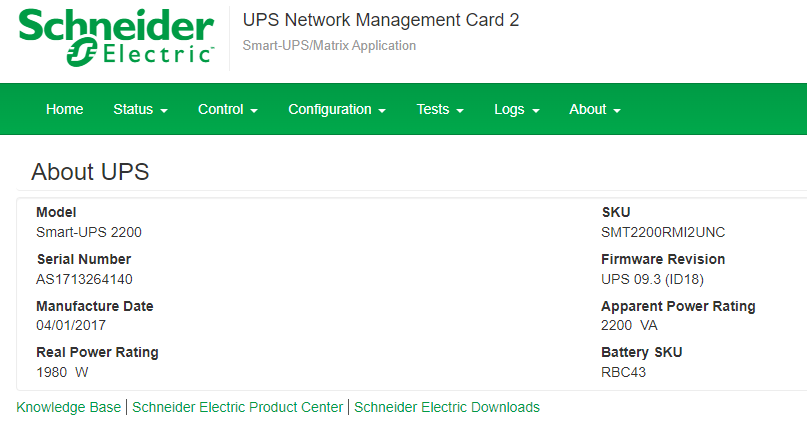 Schneider
Electric
UPS Network Management Card 2
Smart-UPS/Matrix Application
Home Status Control Configuration Tests Logs About
About UPS
Model SKU
Smart-UPS 2200 SMT2200RMI2UNC
Serial Number Firmware Revision
AS1713264140 UPS 09.3 (ID18)
Manufacture Date Apparent Power Rating
04/01/2017 2200 VA
Real Power Rating Battery SKU
1980 W RBC43
Knowledge Base | Schneider Electric Product Center | Schneider Electric Downloads